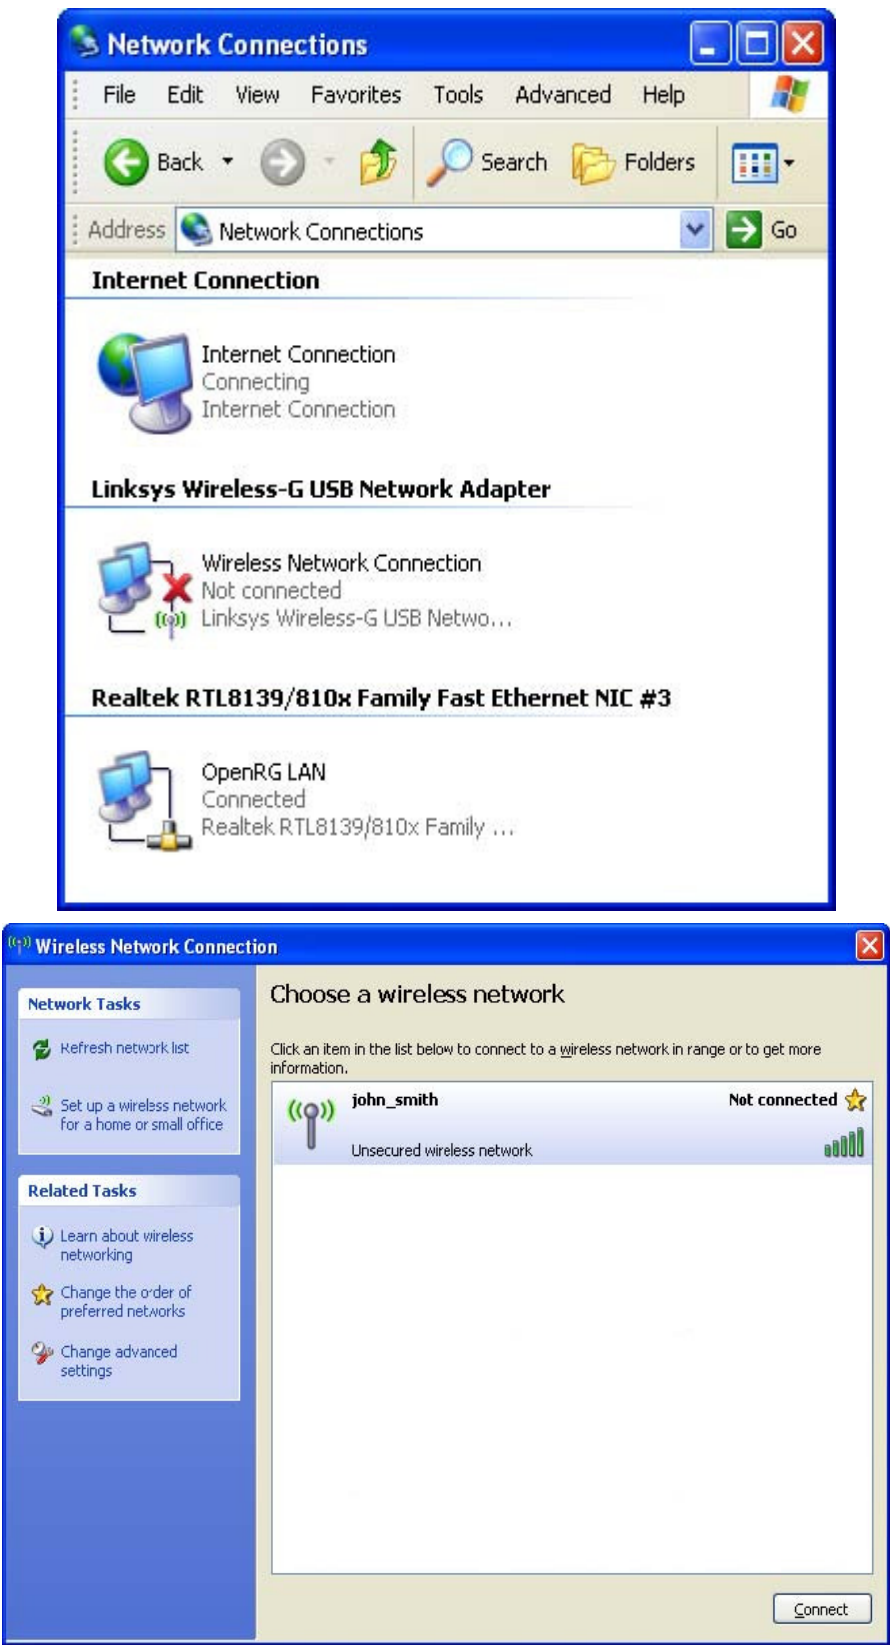 Network Connections
File Edit View Favorites Tools Advanced Help
Back Search Folders
Address Network Connections Go
Internet Connection
Internet Connection
Connecting
Internet Connection
Linksys Wireless-G USB Network Adapter
Wireless Network Connection
Not connected
Linksys Wireless-G USB Netwo...
Realtek RTL8139/810x Family Fast Ethernet NIC #3
OpenRG LAN
Connected
Realtek RTL8139/810x Family ...
Wireless Network Connection
Network Tasks
Refresh network list
Set up a wireless network
for a home or small office
Related Tasks
Learn about wireless
networking
Change the order of
preferred networks
Change advanced
settings
Choose a wireless network
Click an item in the list below to connect to a wireless network in range or to get more
information.
john_smith Not connected
Unsecured wireless network
Connect